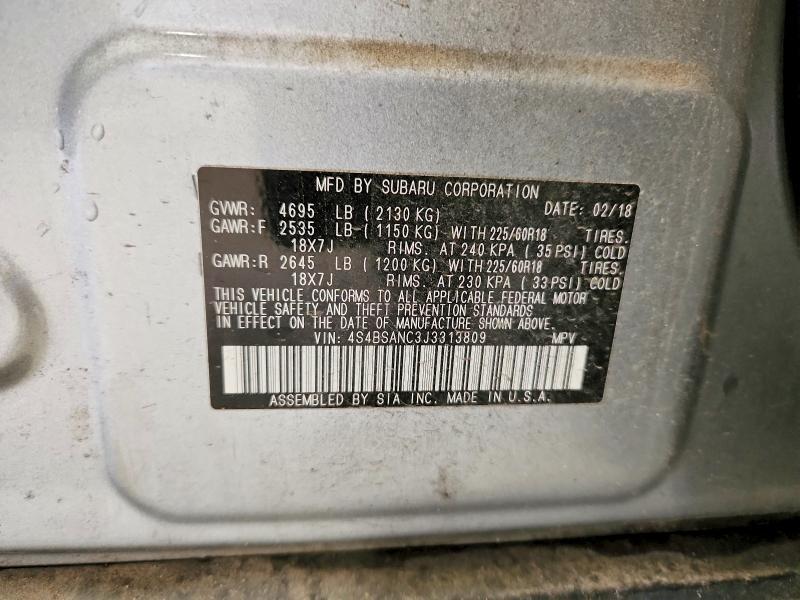 MFD BY SUBARU CORPORATION
GVWR: 4695 LB ( 2130 KG) DATE: 02/18
GAWR:F 2535 LB ( 1150 KG) WITH 225/60R18 TIRES.
18X7J RIMS. AT 240 KPA ( 35 PSI) COLD
GAWR:R 2645 LB ( 1200 KG) WITH 225/60R18 TIRES.
18X7J RIMS. AT 230 KPA ( 33 PSI) COLD
THIS VEHICLE CONFORMS TO ALL APPLICABLE FEDERAL MOTOR
VEHICLE SAFETY AND THEFT PREVENTION STANDARDS
IN EFFECT ON THE DATE OF MANUFACTURE SHOWN ABOVE.
VIN: 4S4BSANC3J3313809 MPV
ASSEMBLED BY SIA INC. MADE IN U.S.A.